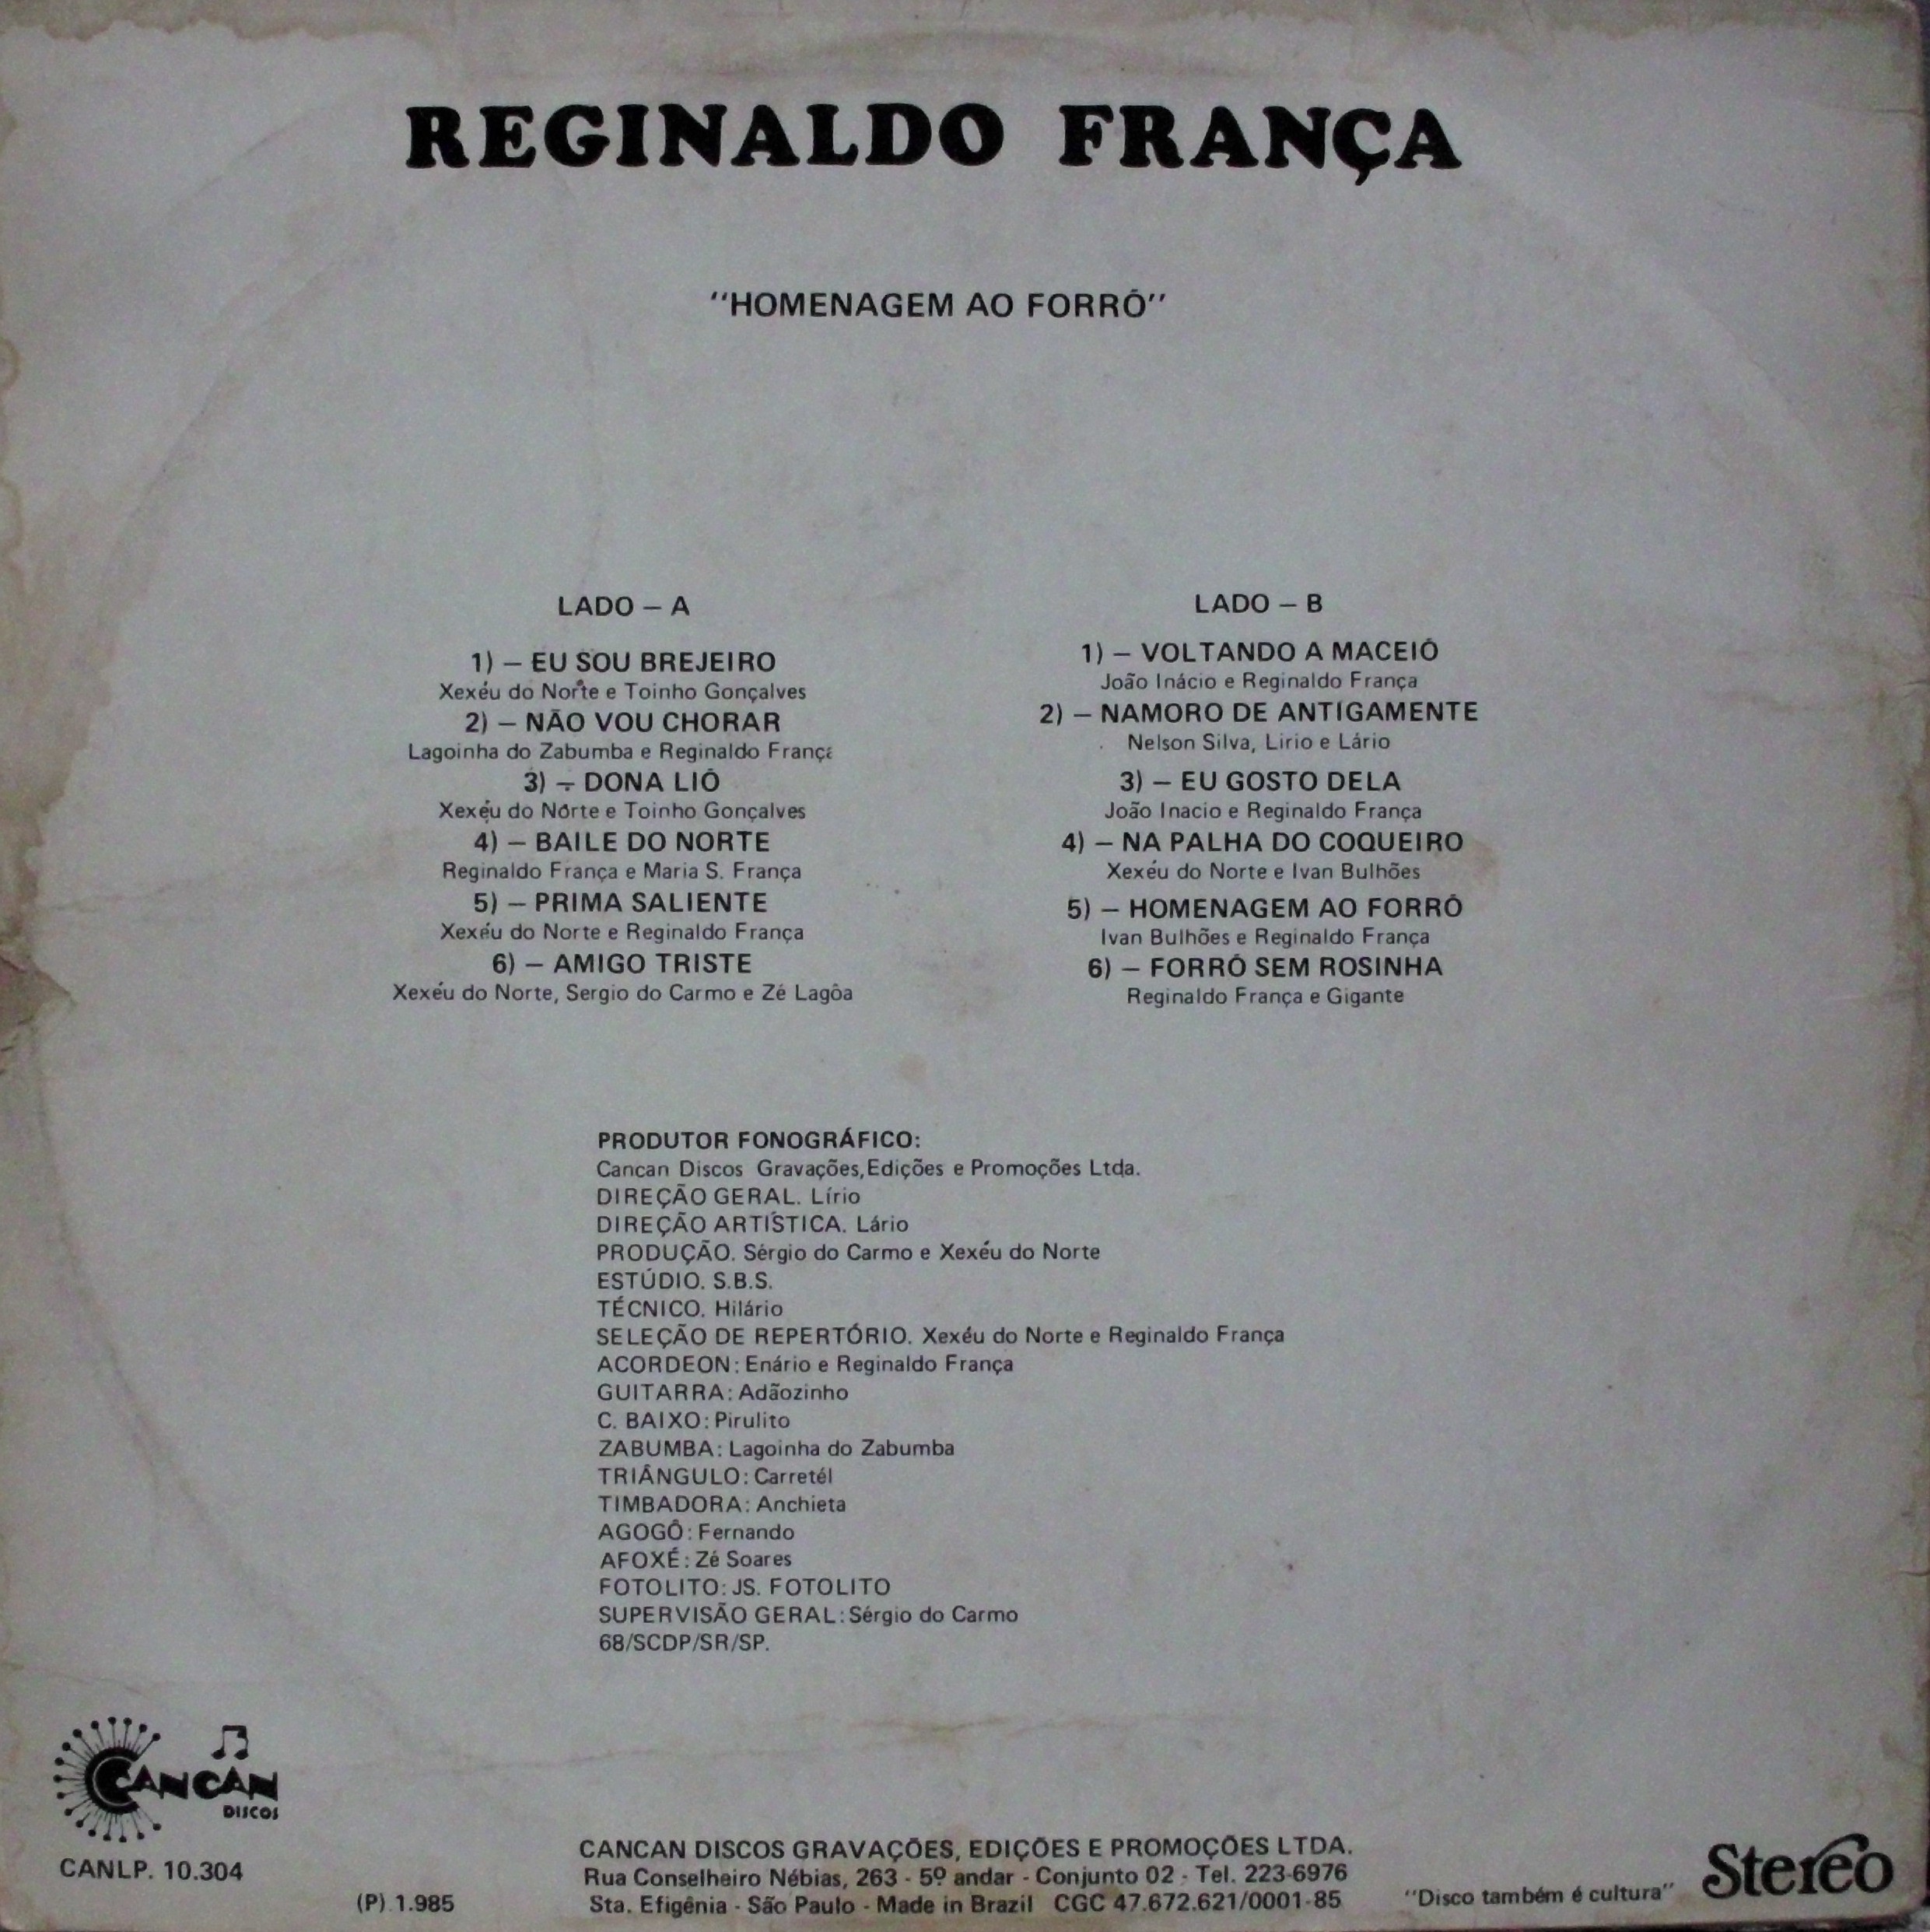 REGINALDO FRANÇA
"HOMENAGEM AO FORRÓ"
LADO – A
1) – EU SOU BREJEIRO
Xexéu do Norte e Toinho Gonçalves
2) – NÃO VOU CHORAR
Lagoinha do Zabumba e Reginaldo França
3) – DONA LIÓ
Xexéu do Norte e Toinho Gonçalves
4) – BAILE DO NORTE
Reginaldo França e Maria S. França
5) – PRIMA SALIENTE
Xexéu do Norte e Reginaldo França
6) – AMIGO TRISTE
Xexéu do Norte, Sergio do Carmo e Zé Lagôa
LADO – B
1) – VOLTANDO A MACEIÓ
João Inácio e Reginaldo França
2) – NAMORO DE ANTIGAMENTE
Nelson Silva, Lirio e Lário
3) – EU GOSTO DELA
João Inacio e Reginaldo França
4) – NA PALHA DO COQUEIRO
Xexéu do Norte e Ivan Bulhões
5) – HOMENAGEM AO FORRÓ
Ivan Bulhões e Reginaldo França
6) – FORRÓ SEM ROSINHA
Reginaldo França e Gigante
PRODUTOR FONOGRÁFICO:
Cancan Discos Gravações,Edições e Promoções Ltda.
DIREÇÃO GERAL. Lírio
DIREÇÃO ARTÍSTICA. Lário
PRODUÇÃO. Sérgio do Carmo e Xexéu do Norte
ESTÚDIO. S.B.S.
TÉCNICO. Hilário
SELEÇÃO DE REPERTÓRIO. Xexéu do Norte e Reginaldo França
ACORDEON: Enário e Reginaldo França
GUITARRA: Adãozinho
C. BAIXO: Pirulito
ZABUMBA: Lagoinha do Zabumba
TRIÂNGULO: Carretél
TIMBADORA: Anchieta
AGOGÔ: Fernando
AFOXÉ: Zé Soares
FOTOLITO: JS. FOTOLITO
SUPERVISÃO GERAL: Sérgio do Carmo
68/SCDP/SR/SP.
CANCAN
DISCOS
CANLP. 10.304
(P) 1.985
CANCAN DISCOS GRAVAÇÕES, EDIÇÕES E PROMOÇÕES LTDA.
Rua Conselheiro Nébias, 263 - 5º andar - Conjunto 02 - Tel. 223-6976
Sta. Efigênia - São Paulo - Made in Brazil CGC 47.672.621/0001-85
"Disco também é cultura"
Stereo